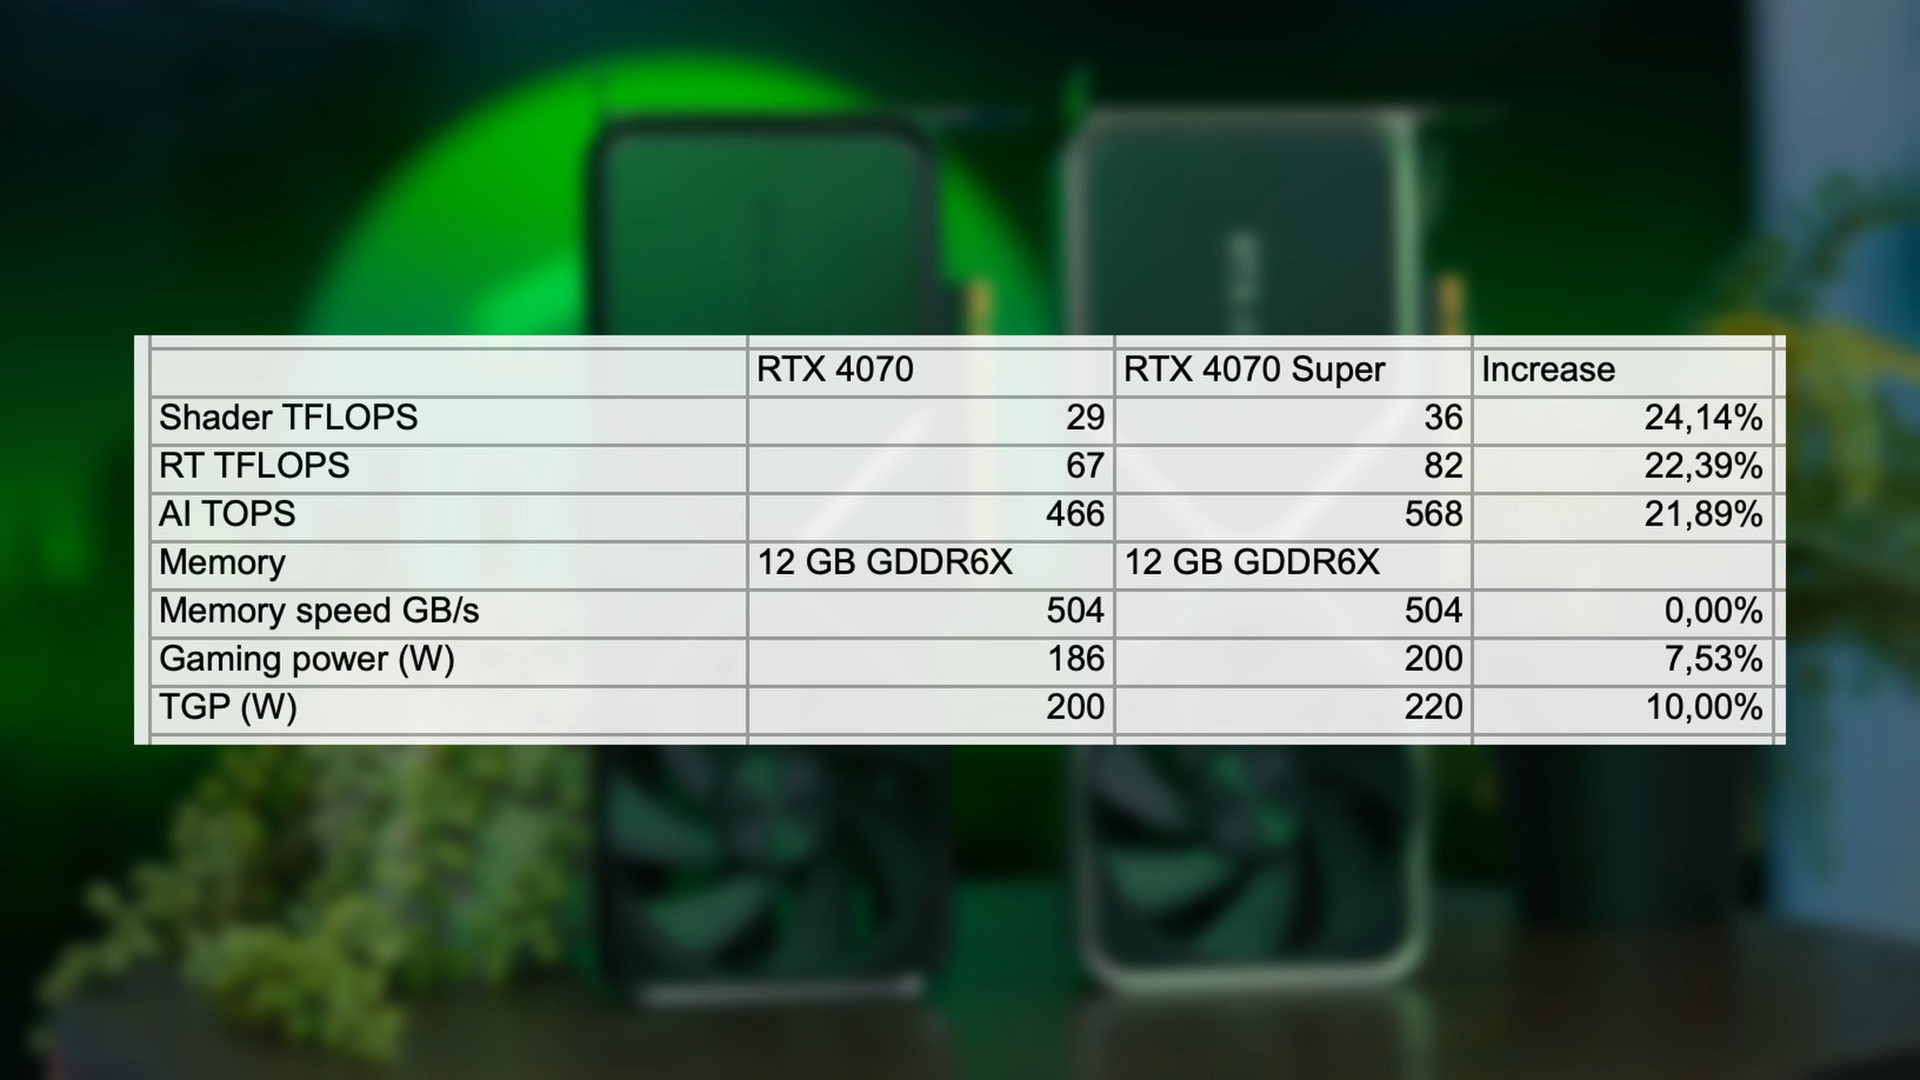 RTX 4070 RTX 4070 Super Increase
Shader TFLOPS 29 36 24,14%
RT TFLOPS 67 82 22,39%
AI TOPS 466 568 21,89%
Memory 12 GB GDDR6X 12 GB GDDR6X
Memory speed GB/s 504 504 0,00%
Gaming power (W) 186 200 7,53%
TGP (W) 200 220 10,00%